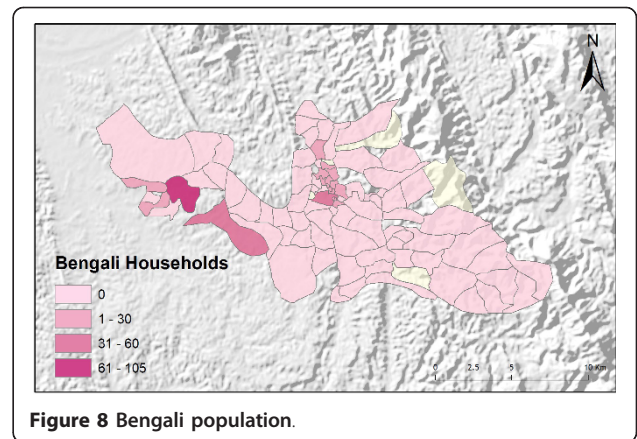 N
Bengali Households
0
1 - 30
31 - 60
61 - 105
0 2.5 5 10 Km
Figure 8 Bengali population.